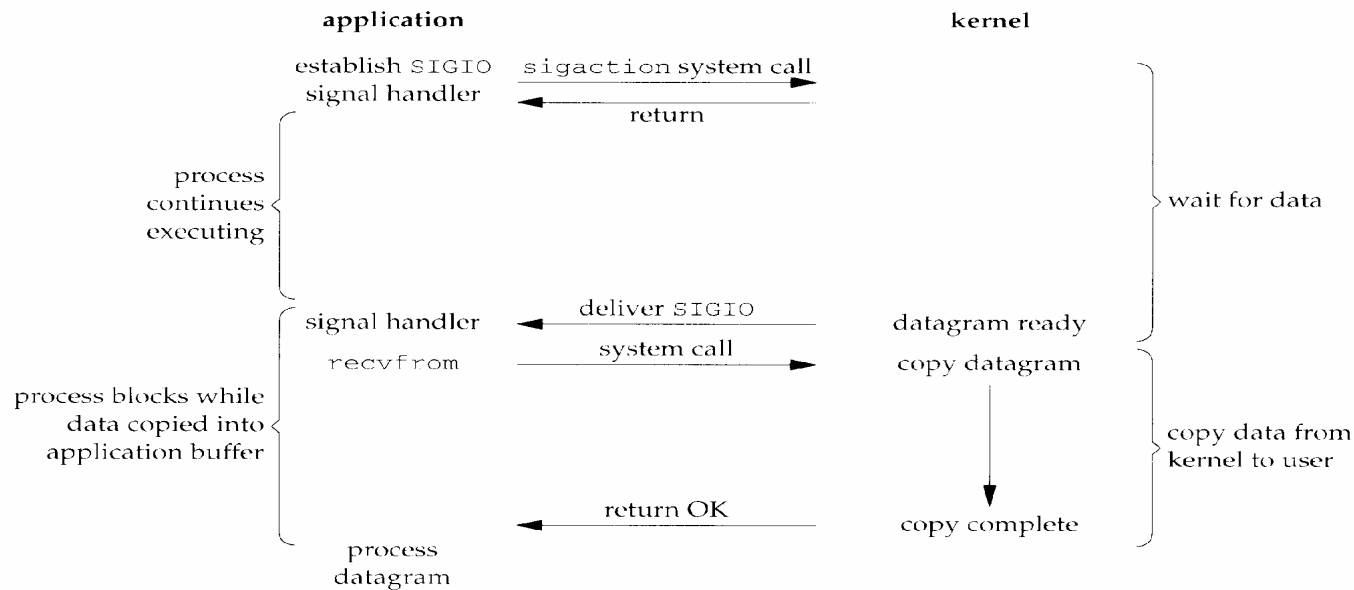 application
kernel
establish SIGIO
signal handler
sigaction system call
return
process
continues
executing
wait for data
signal handler
deliver SIGIO
datagram ready
recvfrom
system call
copy datagram
process blocks while
data copied into
application buffer
copy data from
kernel to user
return OK
copy complete
process
datagram